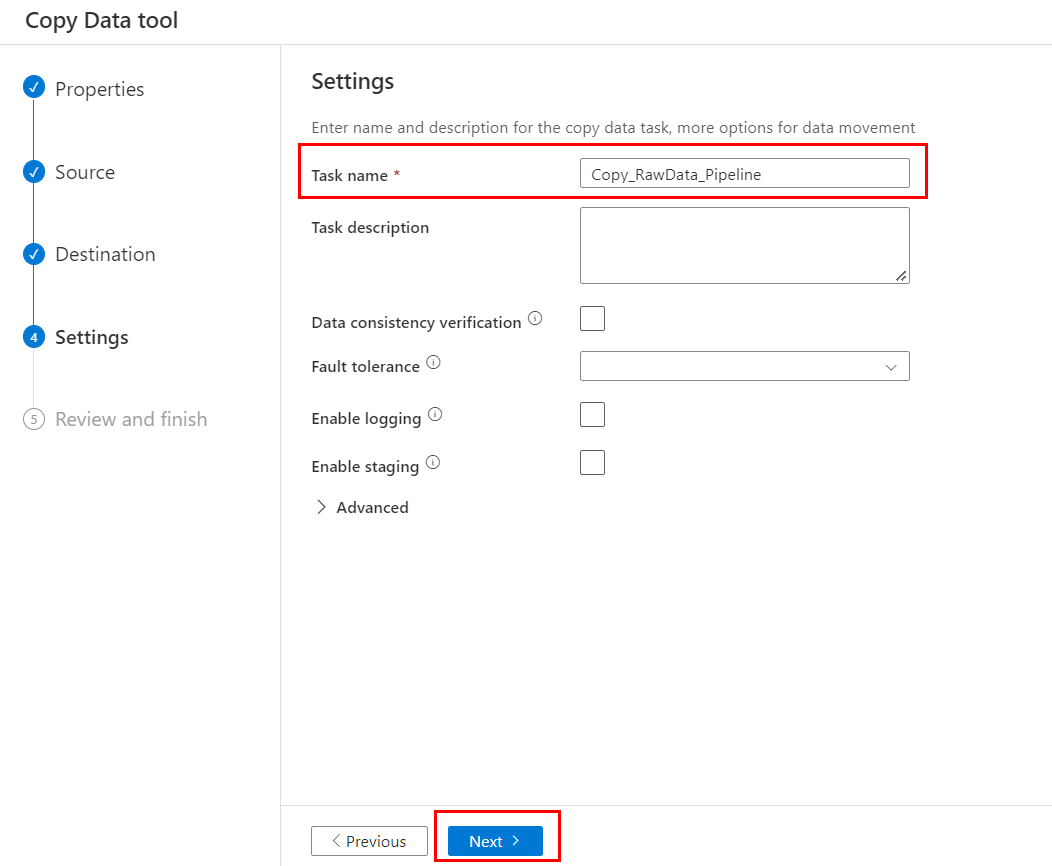 Copy Data tool
Properties
Source
Destination
4 Settings
5 Review and finish
Settings
Enter name and description for the copy data task, more options for data movement
Task name * Copy_RawData_Pipeline
Task description
Data consistency verification
Fault tolerance
Enable logging
Enable staging
Advanced
Previous Next